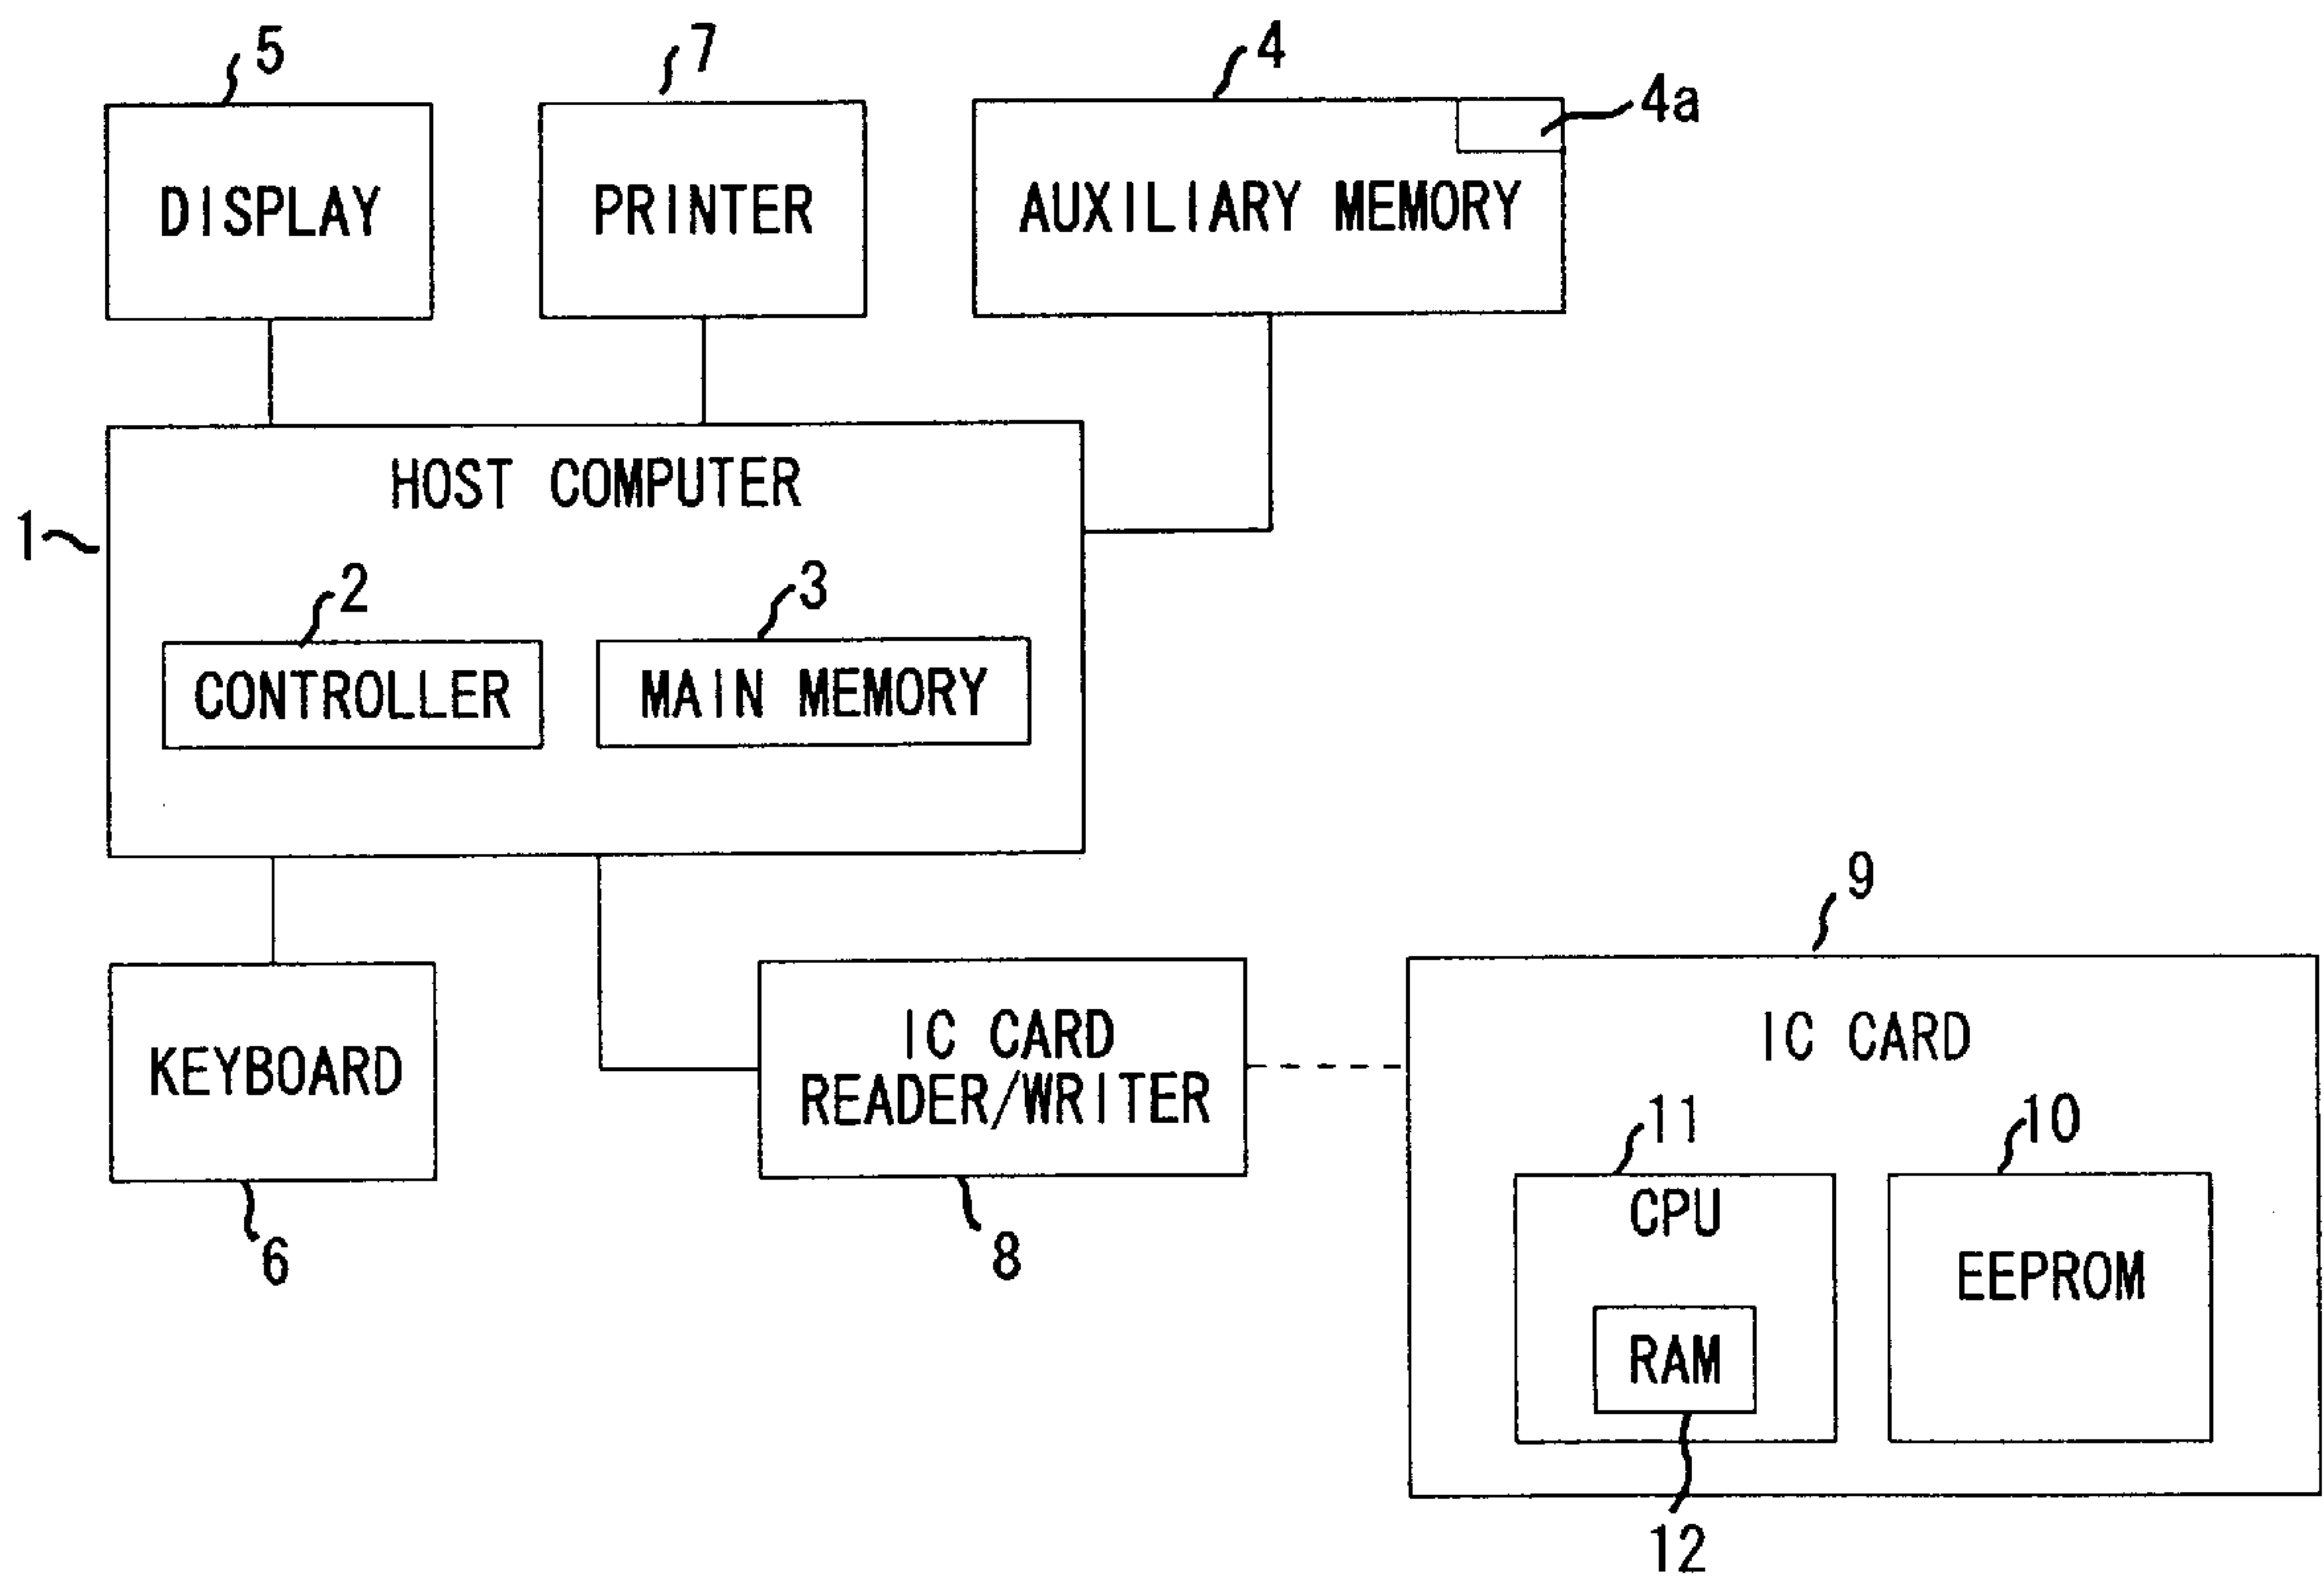 5
7
4
4a
DISPLAY
PRINTER
AUXILIARY MEMORY
HOST COMPUTER
1
2
3
CONTROLLER
MAIN MEMORY
9
KEYBOARD
IC CARD
READER/WRITER
IC CARD
11
10
CPU
EEPROM
RAM
6
8
12